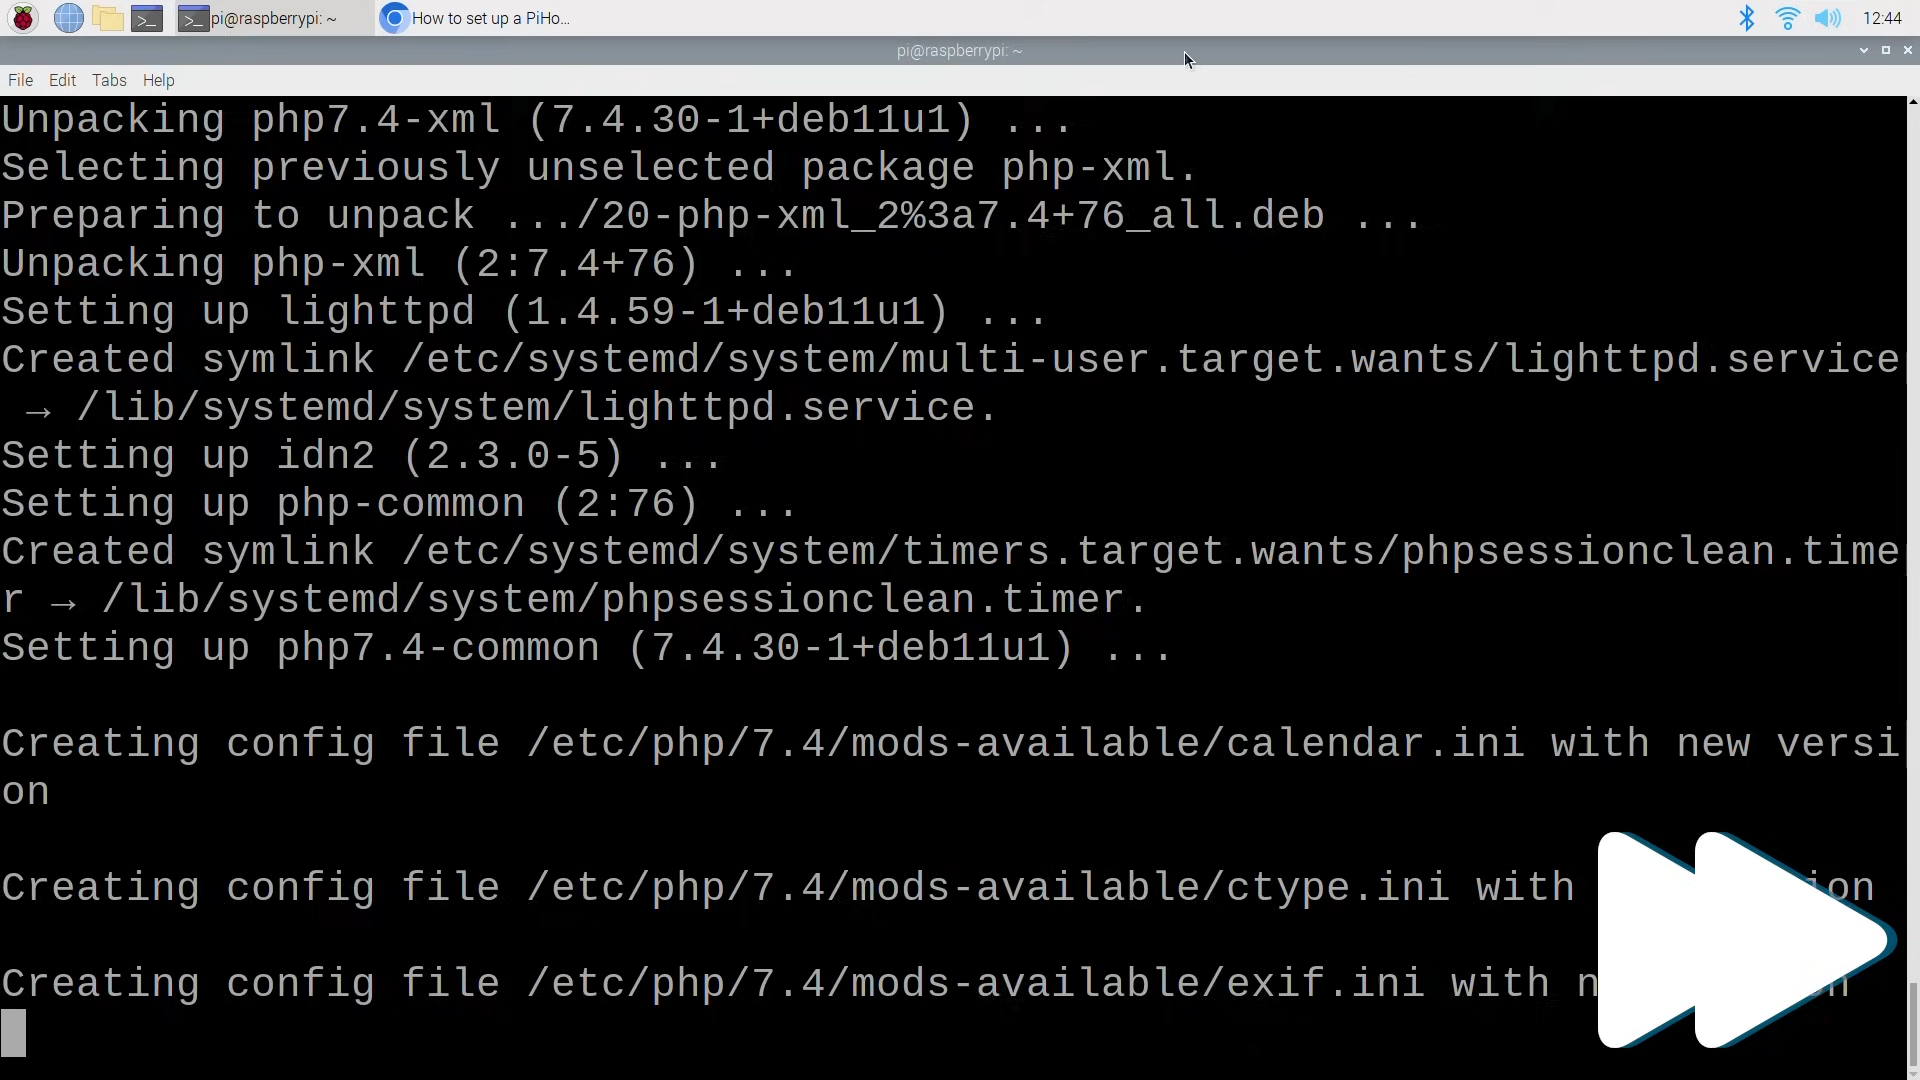 pi@raspberrypi: ~
How to set up a PiHo...
12:44
pi@raspberrypi: ~
File Edit Tabs Help
Unpacking php7.4-xml (7.4.30-1+deb11u1) ...
Selecting previously unselected package php-xml.
Preparing to unpack .../20-php-xml_2%3a7.4+76_all.deb ...
Unpacking php-xml (2:7.4+76) ...
Setting up lighttpd (1.4.59-1+deb11u1) ...
Created symlink /etc/systemd/system/multi-user.target.wants/lighttpd.service
→ /lib/systemd/system/lighttpd.service.
Setting up idn2 (2.3.0-5) ...
Setting up php-common (2:76) ...
Created symlink /etc/systemd/system/timers.target.wants/phpsessionclean.time
r → /lib/systemd/system/phpsessionclean.timer.
Setting up php7.4-common (7.4.30-1+deb11u1) ...
Creating config file /etc/php/7.4/mods-available/calendar.ini with new versi
on
Creating config file /etc/php/7.4/mods-available/ctype.ini with
Creating config file /etc/php/7.4/mods-available/exif.ini with